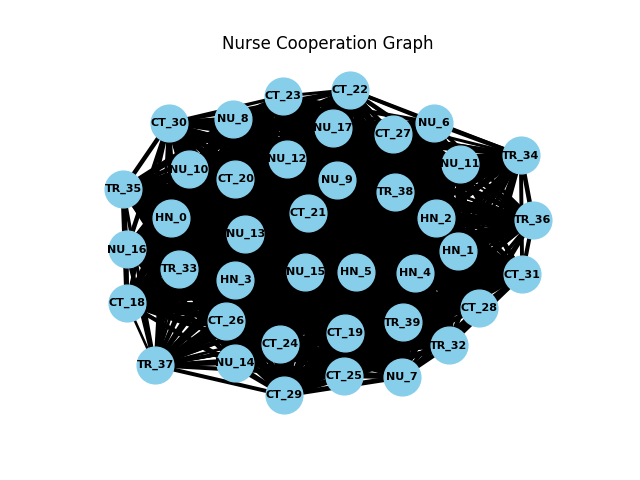 Nurse Cooperation Graph
CT_22
CT_23
NU_8
CT_30
NU_6
NU_17
CT_27
TR_34
NU_12
NU_11
NU_10
CT_20
NU_9
TR_35
TR_38
CT_21
HN_0
HN_2
TR_36
NU_13
NU_16
HN_1
TR_33
NU_15
HN_5
HN_4
CT_31
HN_3
CT_18
CT_28
CT_26
TR_39
CT_19
CT_24
TR_32
NU_14
TR_37
CT_25
NU_7
CT_29